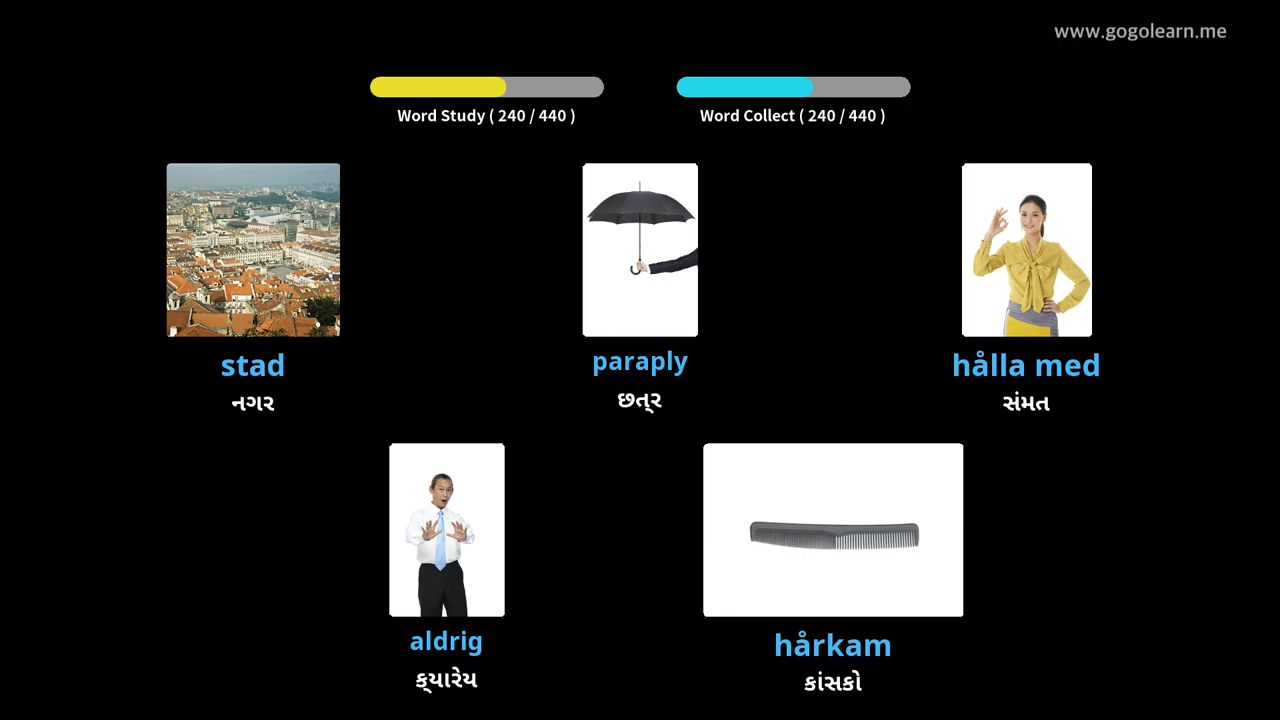 www.gogolearn.me
Word Study ( 240 / 440 )
Word Collect ( 240 / 440 )
stad
નગર
paraply
છત્ર
hålla med
સંમત
aldrig
ક્યારેય
hårkam
કાંસકો